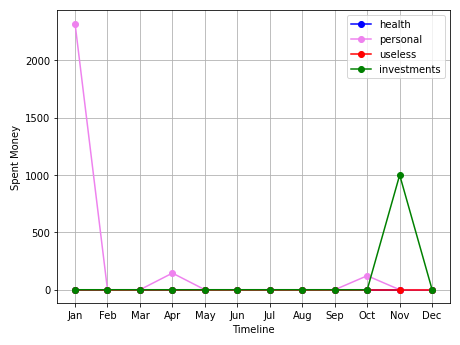 health
personal
useless
investments
2000
1500
1000
500
0
Spent Money
Jan Feb Mar Apr May Jun Jul Aug Sep Oct Nov Dec
Timeline